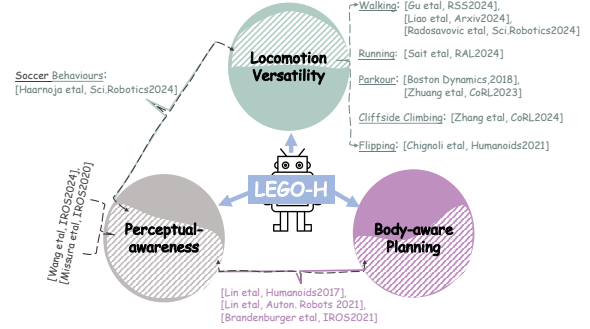 Walking: [Gu etal, RSS2024],
[Liao etal, Arxiv2024],
[Radosavovic etal, Sci.Robotics2024]
Locomotion
Versatility
Running: [Sait etal, RAL2024]
Soccer Behaviours:
[Haarnoja etal, Sci.Robotics2024]
Parkour: [Boston Dynamics,2018],
[Zhuang etal, CoRL2023]
Cliffside Climbing: [Zhang etal, CoRL2024]
Flipping: [Chignoli etal, Humanoids2021]
LEGO-H
[Wang etal, IROS2024],
[Missura etal, IROS2020]
Perceptual-
awareness
Body-aware
Planning
[Lin etal, Humanoids2017],
[Lin etal, Auton. Robots 2021],
[Brandenburger etal, IROS2021]